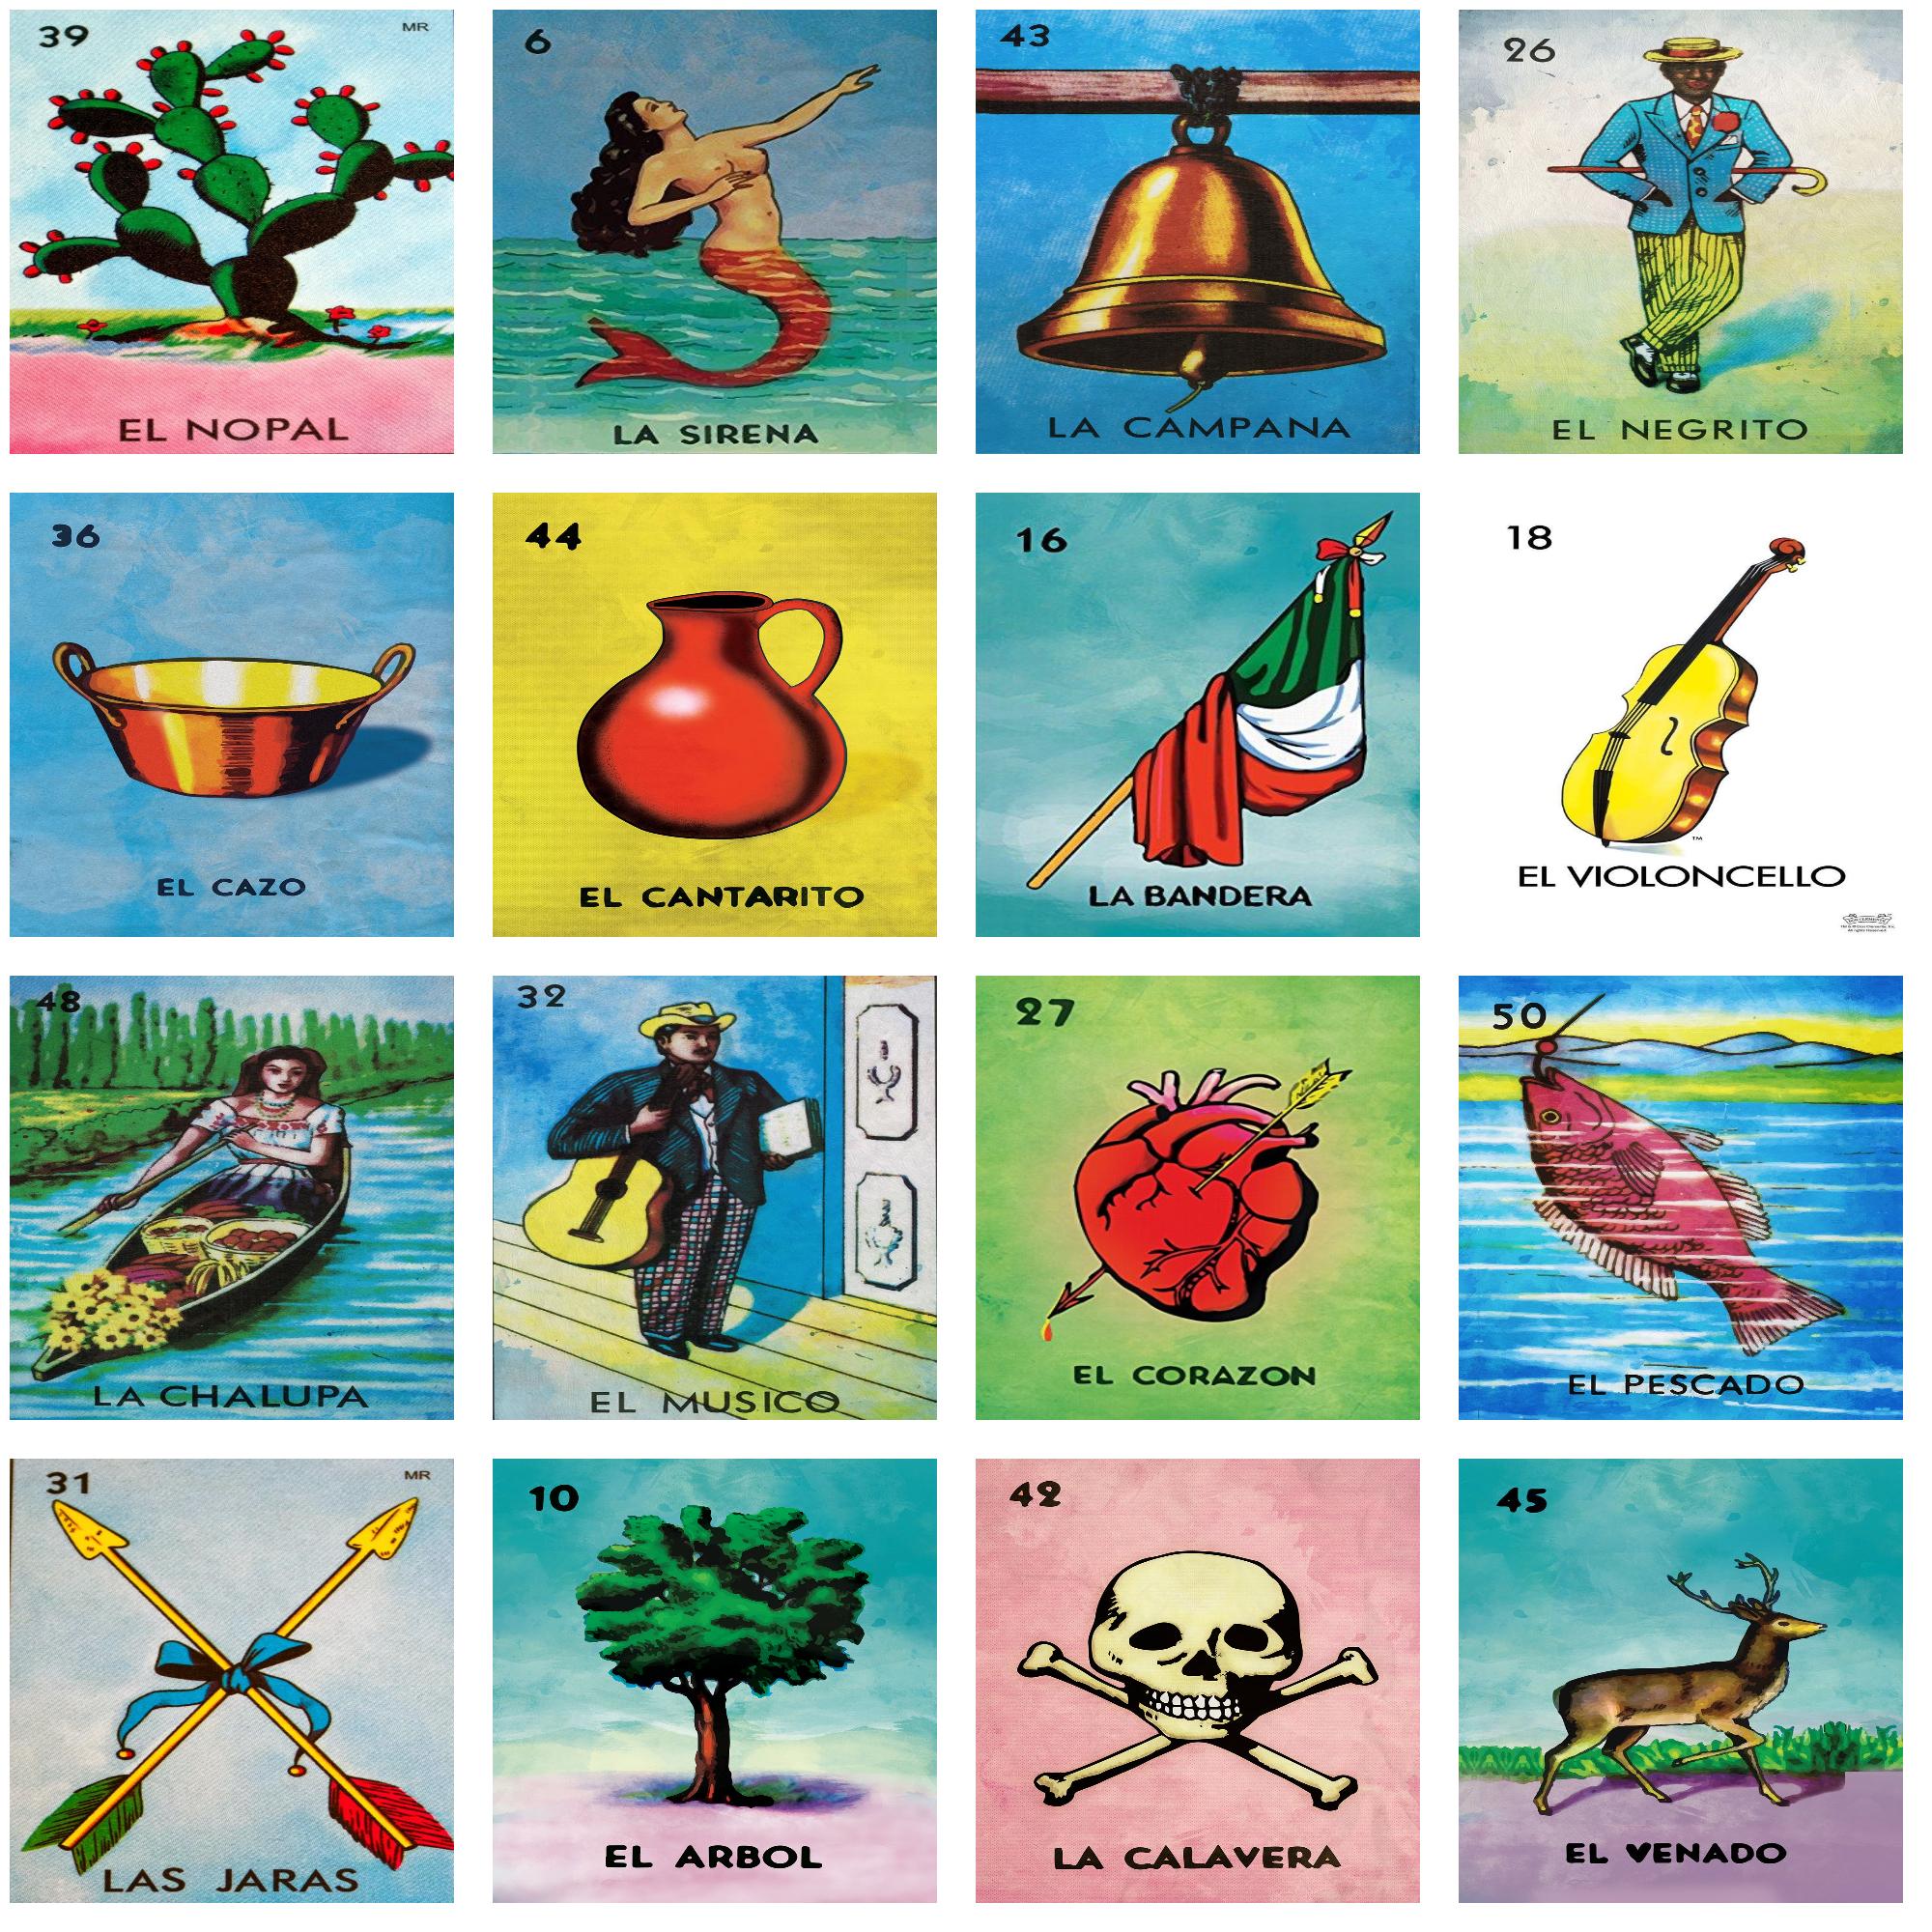 39 MR
EL NOPAL
6
LA SIRENA
43
LA CAMPANA
26
EL NEGRITO
36
EL CAZO
44
EL CANTARITO
16
LA BANDERA
18
TM
EL VIOLONCELLO
48
LA CHALUPA
32
EL MUSICO
27
EL CORAZON
50
EL PESCADO
31 MR
LAS JARAS
10
EL ARBOL
42
LA CALAVERA
45
EL VENADO